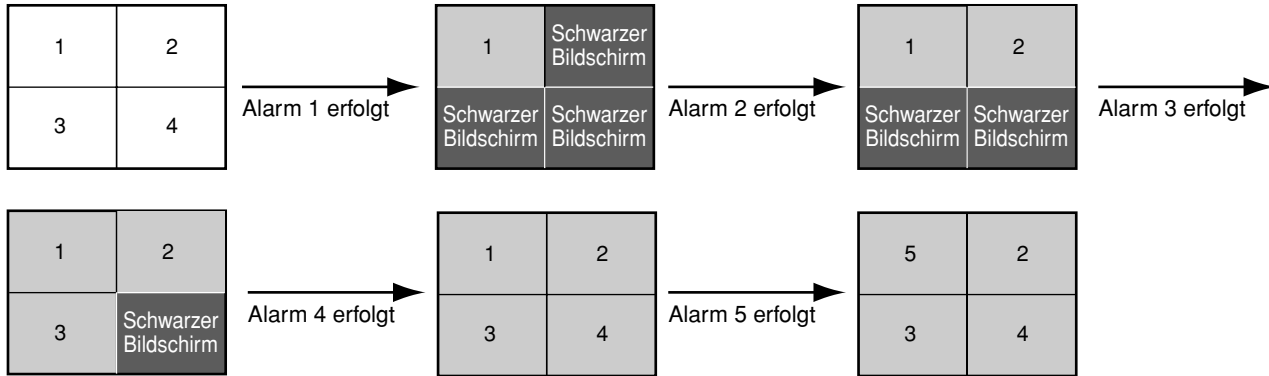 1 2
3 4
Alarm 1 erfolgt
1 Schwarzer
Bildschirm
Schwarzer Schwarzer
Bildschirm Bildschirm
Alarm 2 erfolgt
1 2
Schwarzer Schwarzer
Bildschirm Bildschirm
Alarm 3 erfolgt
1 2
3 Schwarzer
Bildschirm
Alarm 4 erfolgt
1 2
3 4
Alarm 5 erfolgt
5 2
3 4